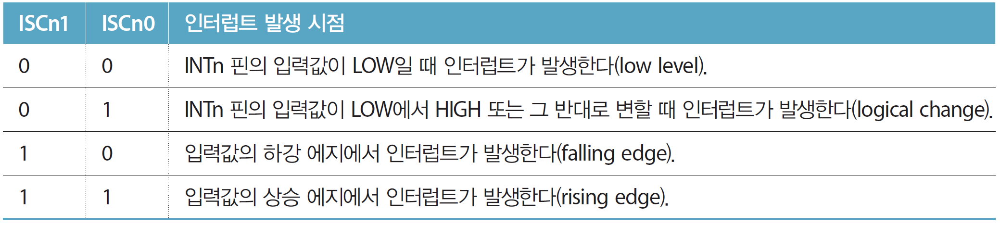 ISCn1 ISCn0 인터럽트 발생 시점
0 0 INTn 핀의 입력값이 LOW일 때 인터럽트가 발생한다(low level).
0 1 INTn 핀의 입력값이 LOW에서 HIGH 또는 그 반대로 변할 때 인터럽트가 발생한다(logical change).
1 0 입력값의 하강 에지에서 인터럽트가 발생한다(falling edge).
1 1 입력값의 상승 에지에서 인터럽트가 발생한다(rising edge).